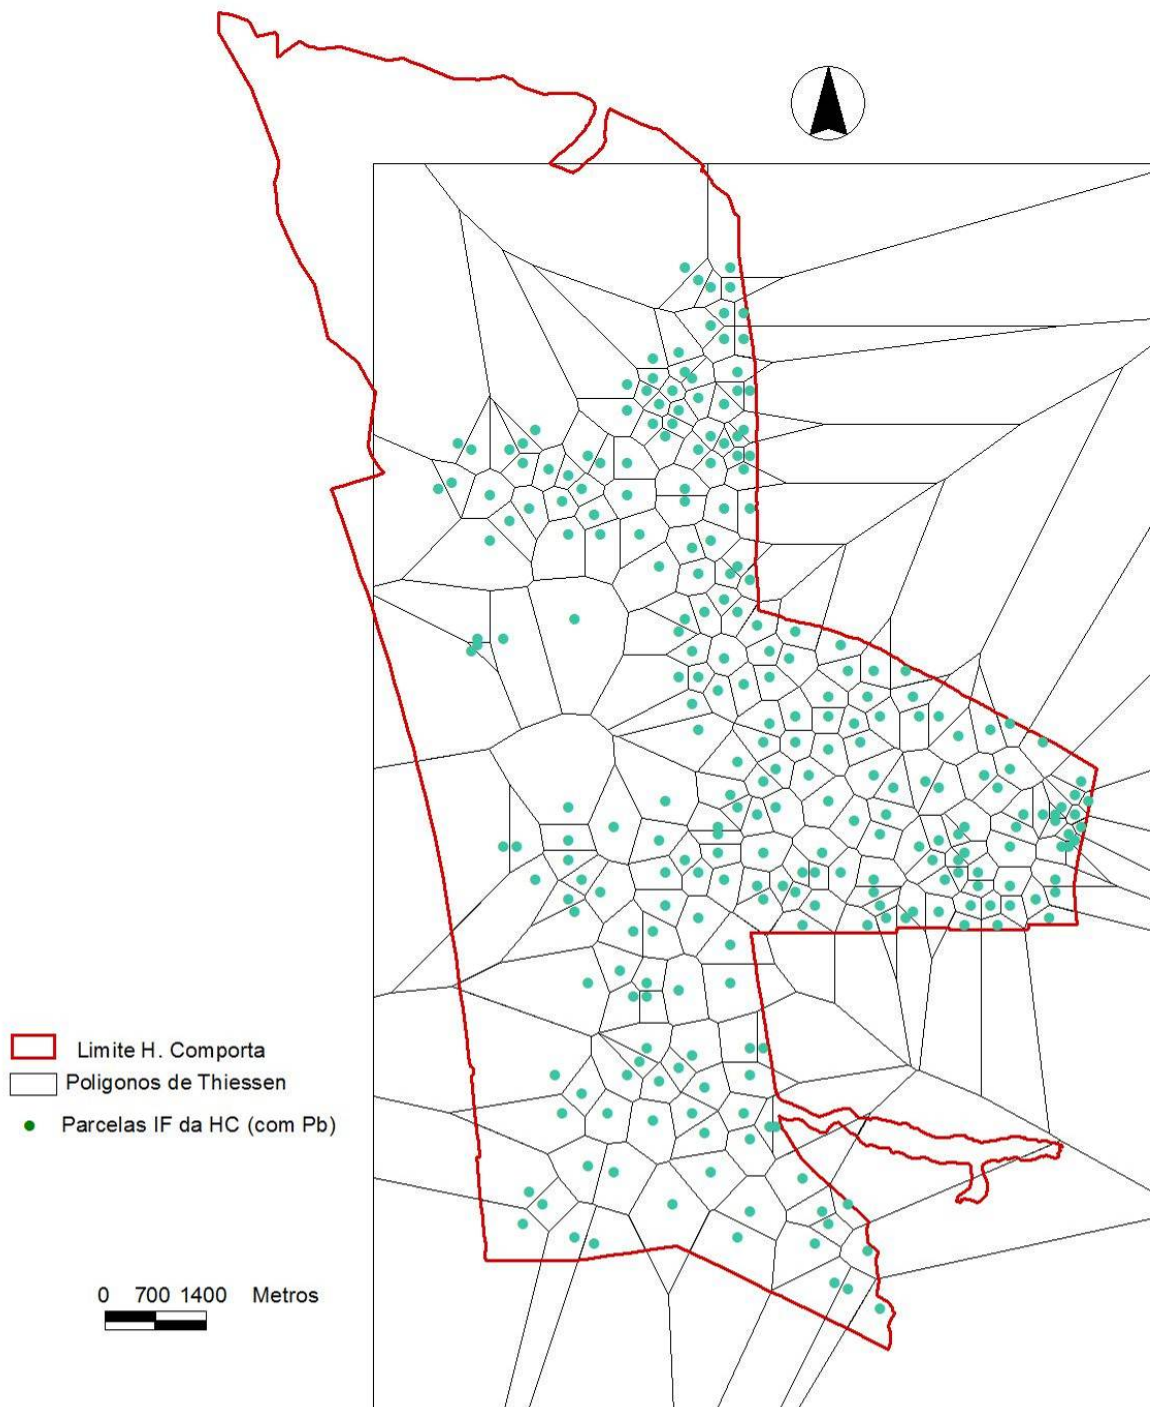 Limite H. Comporta
Poligonos de Thiessen
Parcelas IF da HC (com Pb)
0 700 1400 Metros